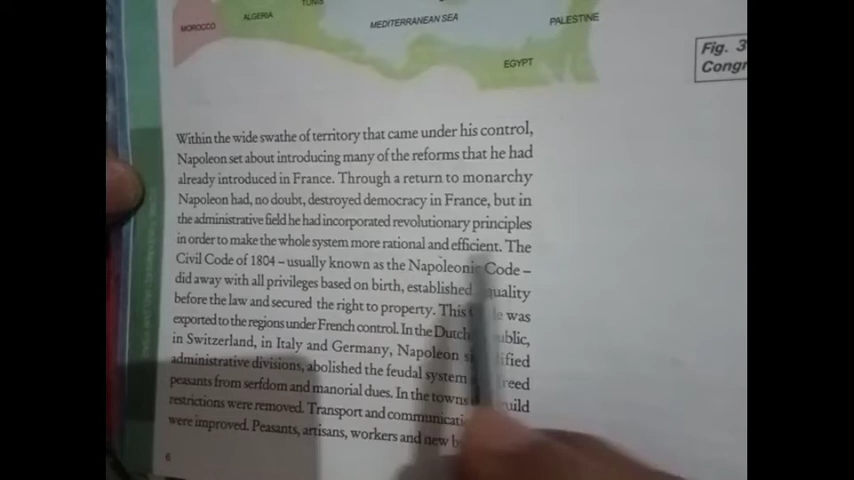 TUNIS
MOROCCO
ALGERIA
MEDITERRANEAN SEA
PALESTINE
EGYPT
Fig. 3
Congr
Within the wide swathe of territory that came under his control,
Napoleon set about introducing many of the reforms that he had
already introduced in France. Through a return to monarchy
Napoleon had, no doubt, destroyed democracy in France, but in
the administrative field he had incorporated revolutionary principles
in order to make the whole system more rational and efficient. The
Civil Code of 1804 – usually known as the Napoleonic Code –
did away with all privileges based on birth, established quality
before the law and secured the right to property. This was
exported to the regions under French control. In the Dutch
in Switzerland, in Italy and Germany, Napoleon
administrative divisions, abolished the feudal system
peasants from serfdom and manorial dues. In the towns
restrictions were removed. Transport and
were improved. Peasants, artisans, workers and new
6